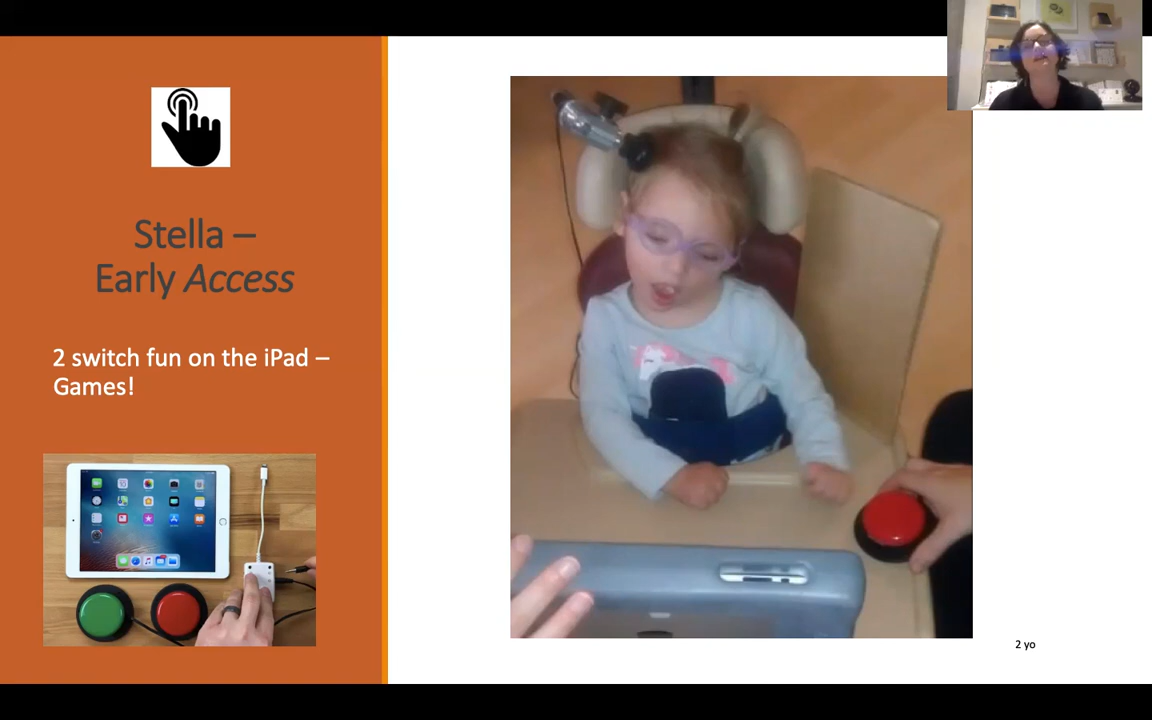 Stella –
Early Access
2 switch fun on the iPad –
Games!
2 yo